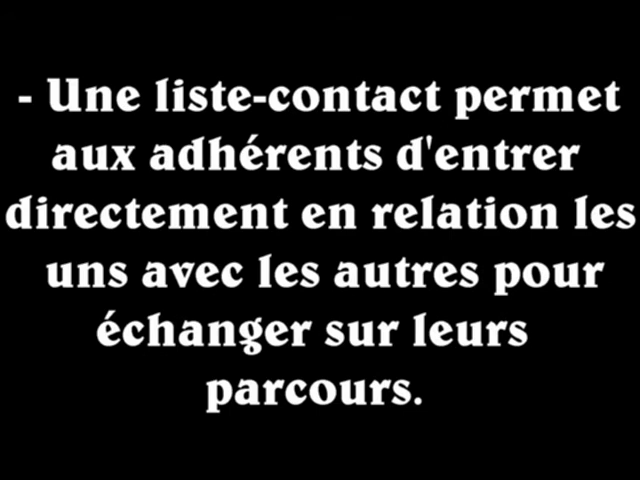 - Une liste-contact permet
aux adhérents d'entrer
directement en relation les
uns avec les autres pour
échanger sur leurs
parcours.